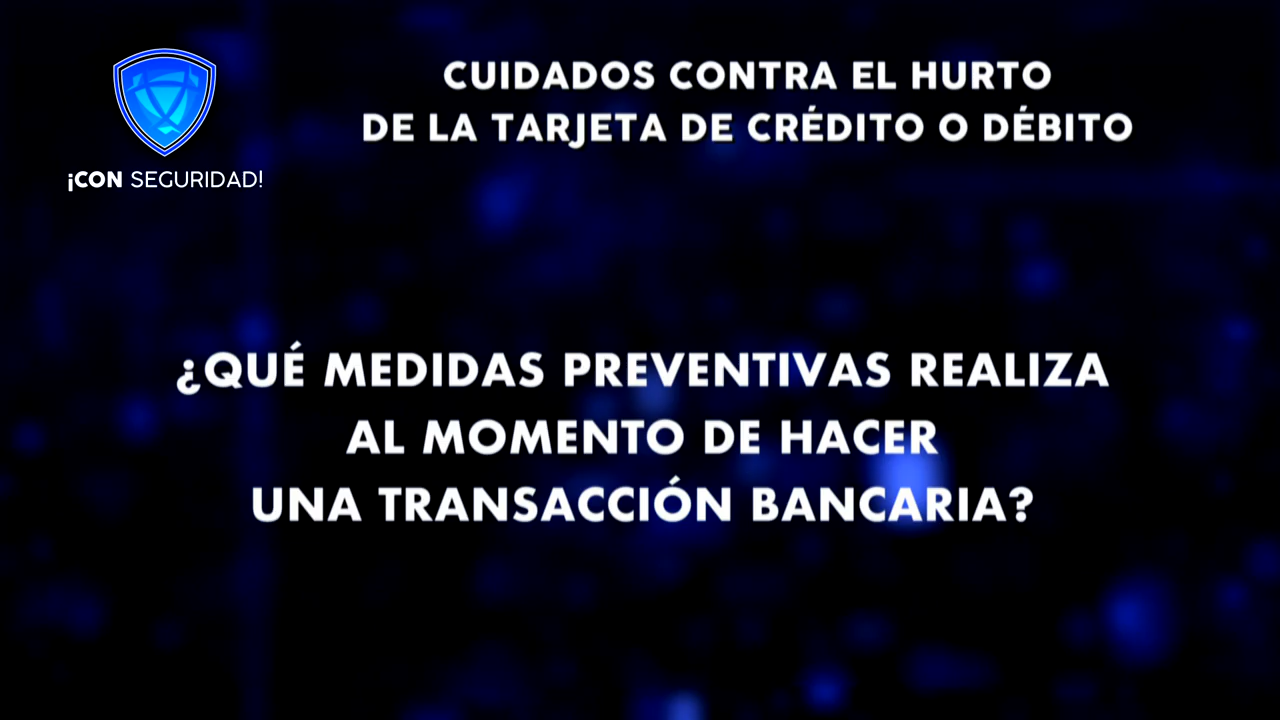 CUIDADOS CONTRA EL HURTO
DE LA TARJETA DE CRÉDITO O DÉBITO
¡CON SEGURIDAD!
¿QUÉ MEDIDAS PREVENTIVAS REALIZA
AL MOMENTO DE HACER
UNA TRANSACCIÓN BANCARIA?